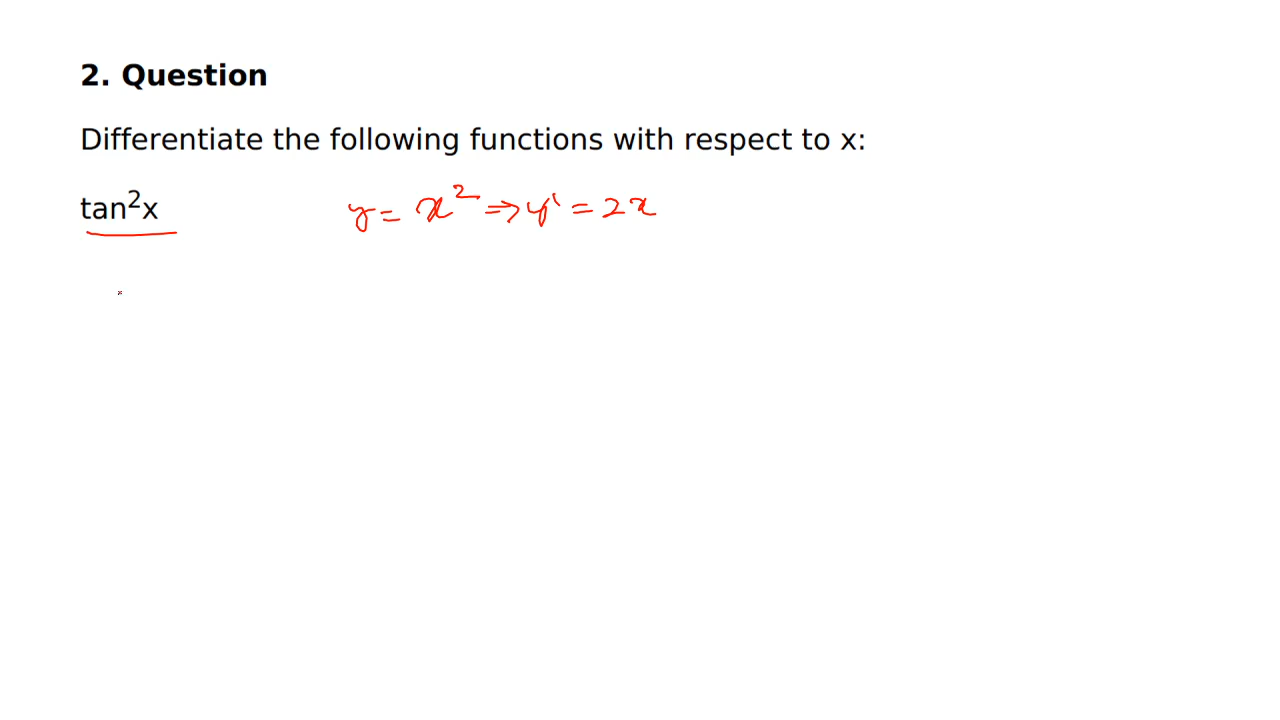 2. Question
Differentiate the following functions with respect to x:
tan²x y = x² ⇒ y' = 2x